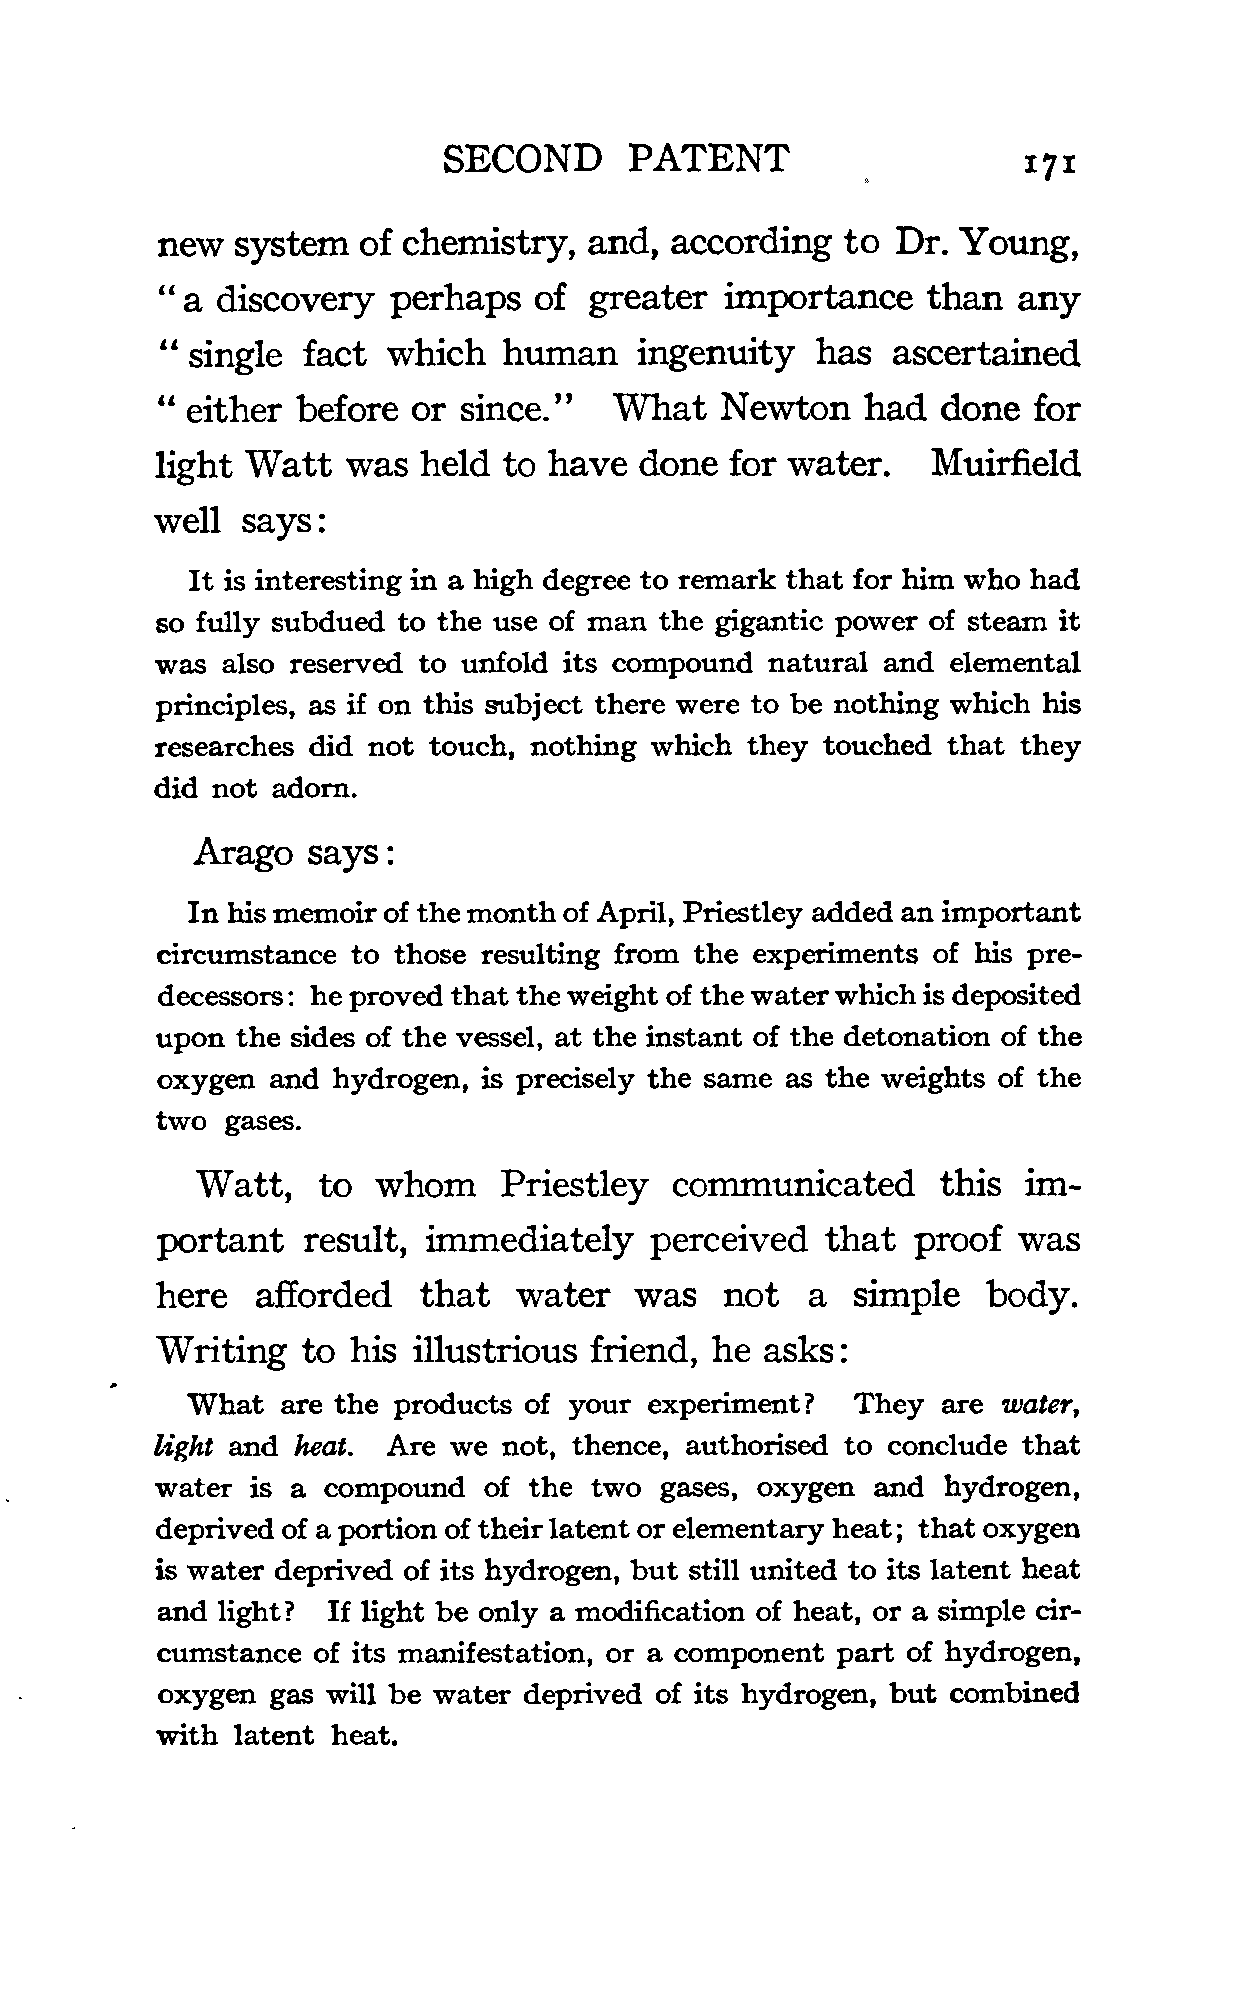 SECOND PATENT 171
new system of chemistry, and, according to Dr. Young,
" a discovery perhaps of greater importance than any
" single fact which human ingenuity has ascertained
" either before or since." What Newton had done for
light Watt was held to have done for water. Muirfield
well says:
It is interesting in a high degree to remark that for him who had
so fully subdued to the use of man the gigantic power of steam it
was also reserved to unfold its compound natural and elemental
principles, as if on this subject there were to be nothing which his
researches did not touch, nothing which they touched that they
did not adorn.
Arago says:
In his memoir of the month of April, Priestley added an important
circumstance to those resulting from the experiments of his pre-
decessors: he proved that the weight of the water which is deposited
upon the sides of the vessel, at the instant of the detonation of the
oxygen and hydrogen, is precisely the same as the weights of the
two gases.
Watt, to whom Priestley communicated this im-
portant result, immediately perceived that proof was
here afforded that water was not a simple body.
Writing to his illustrious friend, he asks:
What are the products of your experiment? They are water,
light and heat. Are we not, thence, authorised to conclude that
water is a compound of the two gases, oxygen and hydrogen,
deprived of a portion of their latent or elementary heat; that oxygen
is water deprived of its hydrogen, but still united to its latent heat
and light? If light be only a modification of heat, or a simple cir-
cumstance of its manifestation, or a component part of hydrogen,
oxygen gas will be water deprived of its hydrogen, but combined
with latent heat.